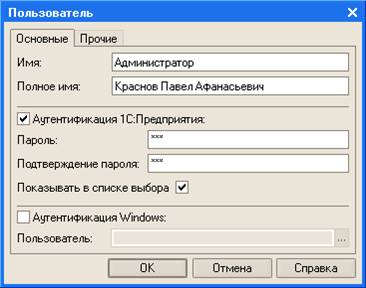 Пользователь
Основные Прочие
Имя: Администратор
Полное имя: Краснов Павел Афанасьевич
Аутентификация 1С:Предприятия:
Пароль: ***
Подтверждение пароля: ***
Показывать в списке выбора
Аутентификация Windows:
Пользователь: ...
OK Отмена Справка